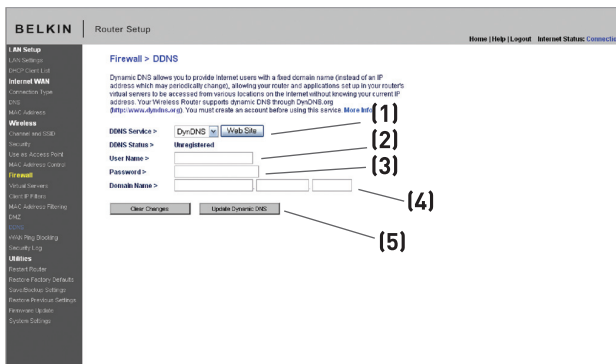 BELKIN
Router Setup
Home | Help | Logout Internet Status: Connectio
LAN Setup
LAN Settings
DHCP Client List
Internet WAN
Connection Type
DNS
MAC Address
Wireless
Channel and SSID
Security
Use as Access Point
MAC Address Control
Firewall
Virtual Servers
Client IP Filters
MAC Address Filtering
DMZ
DDNS
WAN Ping Blocking
Security Log
Utilities
Restart Router
Restore Factory Defaults
Save/Backup Settings
Restore Previous Settings
Firmware Update
System Settings
Firewall > DDNS
Dynamic DNS allows you to provide Internet users with a fixed domain name (instead of an IP
address which may periodically change), allowing your router and applications set up in your router's
virtual servers to be accessed from various locations on the Internet without knowing your current IP
address. Your Wireless Router supports dynamic DNS through DynDNS.org
(http://www.dyndns.org). You must create an account before using this service. More Info
DDNS Service > DynDNS Web Site (1)
DDNS Status > Unregistered
User Name > (2)
Password > (3)
Domain Name > . . (4)
Clear Changes Update Dynamic DNS (5)